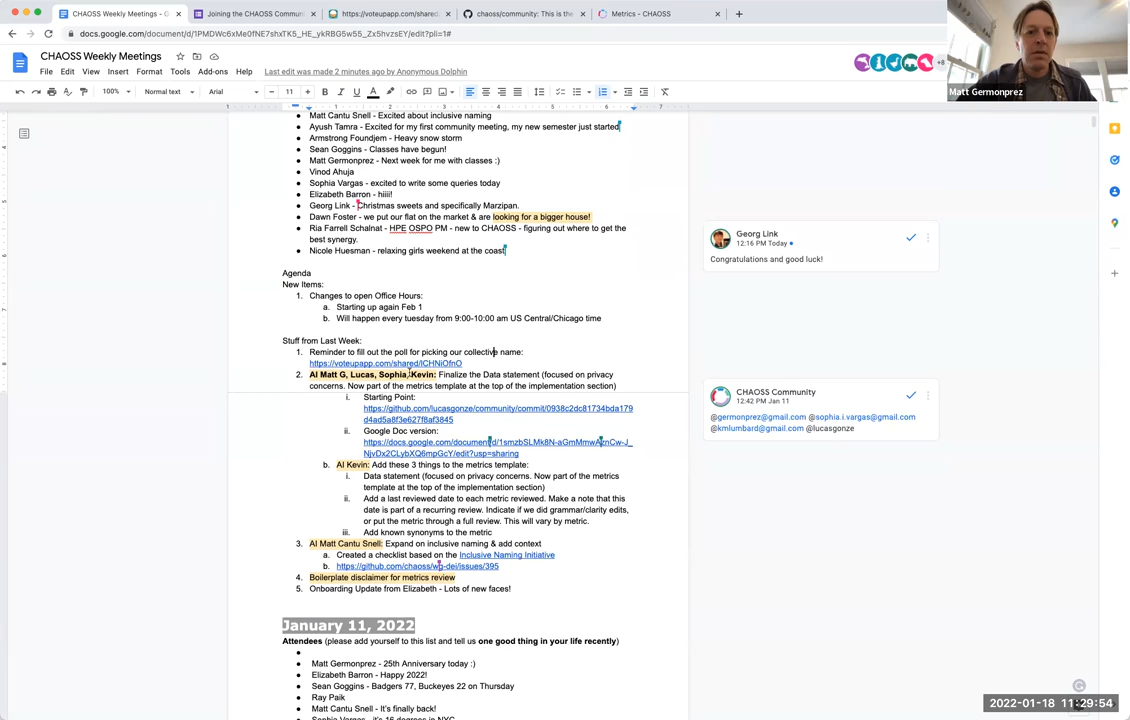 CHAOSS Weekly Meetings - G
Joining the CHAOSS Commun
https://voteupapp.com/shared
chaoss/community: This is the
Metrics - CHAOSS
docs.google.com/document/d/1PMDWc6xMe0fNE7shxTK5_HE_ykRBG5w55_Zx5hvzsEY/edit?pli=1#
CHAOSS Weekly Meetings
File Edit View Insert Format Tools Add-ons Help Last edit was made 2 minutes ago by Anonymous Dolphin
+8
100% Normal text Arial 11
Matt Germonprez
Matt Cantu Snell - Excited about inclusive naming
Ayush Tamra - Excited for my first community meeting, my new semester just started
Armstrong Foundjem - Heavy snow storm
Sean Goggins - Classes have begun!
Matt Germonprez - Next week for me with classes :)
Vinod Ahuja
Sophia Vargas - excited to write some queries today
Elizabeth Barron - hiiii!
Georg Link - Christmas sweets and specifically Marzipan.
Dawn Foster - we put our flat on the market & are looking for a bigger house!
Ria Farrell Schalnat - HPE OSPO PM - new to CHAOSS - figuring out where to get the
best synergy.
Nicole Huesman - relaxing girls weekend at the coast
Georg Link
12:16 PM Today
Congratulations and good luck!
Agenda
New Items:
1. Changes to open Office Hours:
a. Starting up again Feb 1
b. Will happen every tuesday from 9:00-10:00 am US Central/Chicago time
Stuff from Last Week:
1. Reminder to fill out the poll for picking our collective name:
https://voteupapp.com/shared/lCHNiOfnO
2. AI Matt G, Lucas, Sophia, Kevin: Finalize the Data statement (focused on privacy
concerns. Now part of the metrics template at the top of the implementation section)
i. Starting Point:
https://github.com/lucasgonze/community/commit/0938c2dc81734bda179
d4ad5a8f3e627f8af3845
ii. Google Doc version:
https://docs.google.com/document/d/1smzbSLMk8N-aGmMmwAznCw-J_
NjvDx2CLybXQ6mpGcY/edit?usp=sharing
b. AI Kevin: Add these 3 things to the metrics template:
i. Data statement (focused on privacy concerns. Now part of the metrics
template at the top of the implementation section)
ii. Add a last reviewed date to each metric reviewed. Make a note that this
date is part of a recurring review. Indicate if we did grammar/clarity edits,
or put the metric through a full review. This will vary by metric.
iii. Add known synonyms to the metric
3. AI Matt Cantu Snell: Expand on inclusive naming & add context
a. Created a checklist based on the Inclusive Naming Initiative
b. https://github.com/chaoss/wg-dei/issues/395
4. Boilerplate disclaimer for metrics review
5. Onboarding Update from Elizabeth - Lots of new faces!
CHAOSS Community
12:42 PM Jan 11
@germonprez@gmail.com @sophia.i.vargas@gmail.com
@kmlumbard@gmail.com @lucasgonze
January 11, 2022
Attendees (please add yourself to this list and tell us one good thing in your life recently)
Matt Germonprez - 25th Anniversary today :)
Elizabeth Barron - Happy 2022!
Sean Goggins - Badgers 77, Buckeyes 22 on Thursday
Ray Paik
Matt Cantu Snell - It's finally back!
Sophia Vargas - it's 16 degrees in NYC
2022-01-18 11:29:54